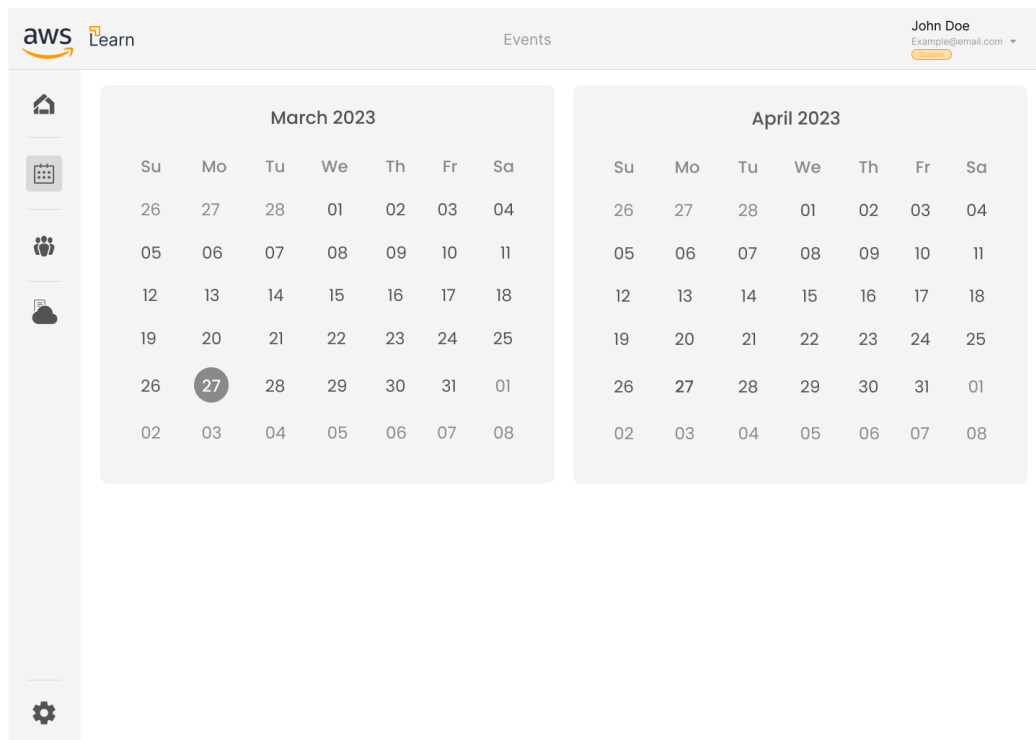 aws Learn
Events
John Doe
Example@email.com
Student
March 2023
Su Mo Tu We Th Fr Sa
26 27 28 01 02 03 04
05 06 07 08 09 10 11
12 13 14 15 16 17 18
19 20 21 22 23 24 25
26 27 28 29 30 31 01
02 03 04 05 06 07 08
April 2023
Su Mo Tu We Th Fr Sa
26 27 28 01 02 03 04
05 06 07 08 09 10 11
12 13 14 15 16 17 18
19 20 21 22 23 24 25
26 27 28 29 30 31 01
02 03 04 05 06 07 08